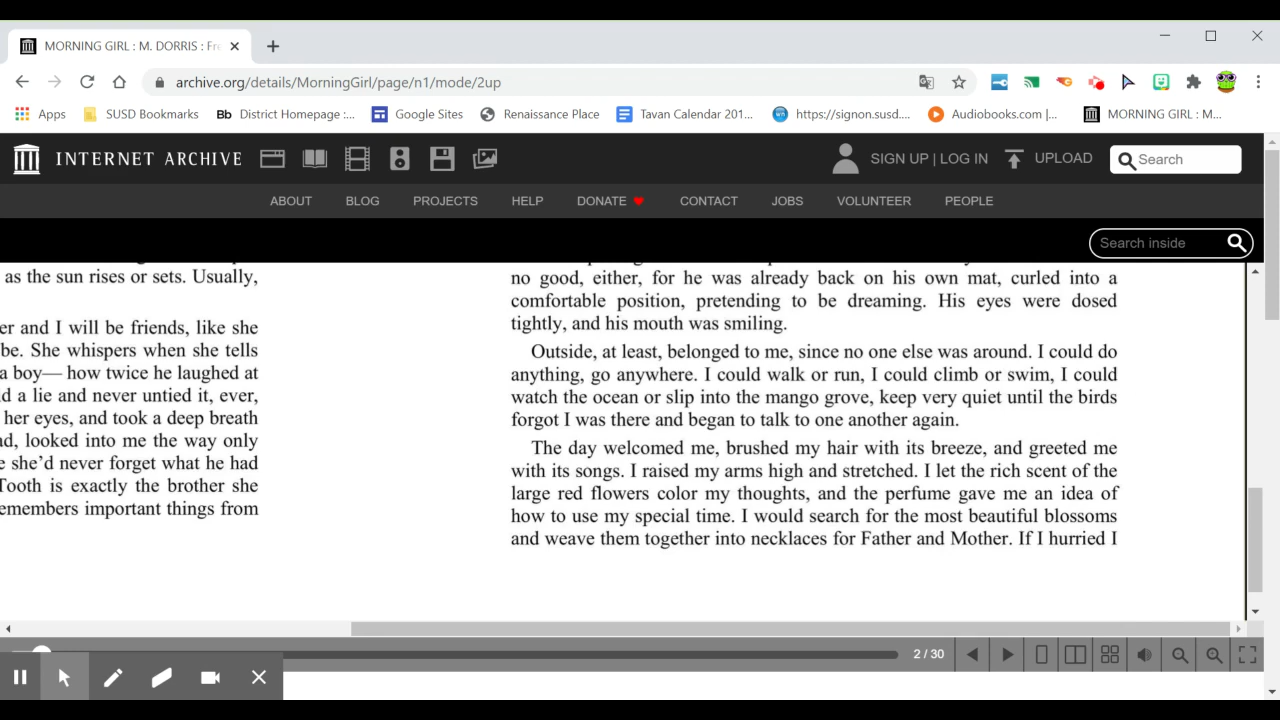 MORNING GIRL : M. DORRIS : Fre
archive.org/details/MorningGirl/page/n1/mode/2up
Apps SUSD Bookmarks Bb District Homepage :... Google Sites Renaissance Place Tavan Calendar 201... wn https://signon.susd.... Audiobooks.com |... MORNING GIRL : M...
INTERNET ARCHIVE SIGN UP | LOG IN UPLOAD Search
ABOUT BLOG PROJECTS HELP DONATE CONTACT JOBS VOLUNTEER PEOPLE
Search inside
as the sun rises or sets. Usually,
er and I will be friends, like she
be. She whispers when she tells
a boy— how twice he laughed at
d a lie and never untied it, ever,
her eyes, and took a deep breath
ad, looked into me the way only
e she'd never forget what he had
Tooth is exactly the brother she
emembers important things from
no good, either, for he was already back on his own mat, curled into a
comfortable position, pretending to be dreaming. His eyes were dosed
tightly, and his mouth was smiling.
Outside, at least, belonged to me, since no one else was around. I could do
anything, go anywhere. I could walk or run, I could climb or swim, I could
watch the ocean or slip into the mango grove, keep very quiet until the birds
forgot I was there and began to talk to one another again.
The day welcomed me, brushed my hair with its breeze, and greeted me
with its songs. I raised my arms high and stretched. I let the rich scent of the
large red flowers color my thoughts, and the perfume gave me an idea of
how to use my special time. I would search for the most beautiful blossoms
and weave them together into necklaces for Father and Mother. If I hurried I
2 / 30